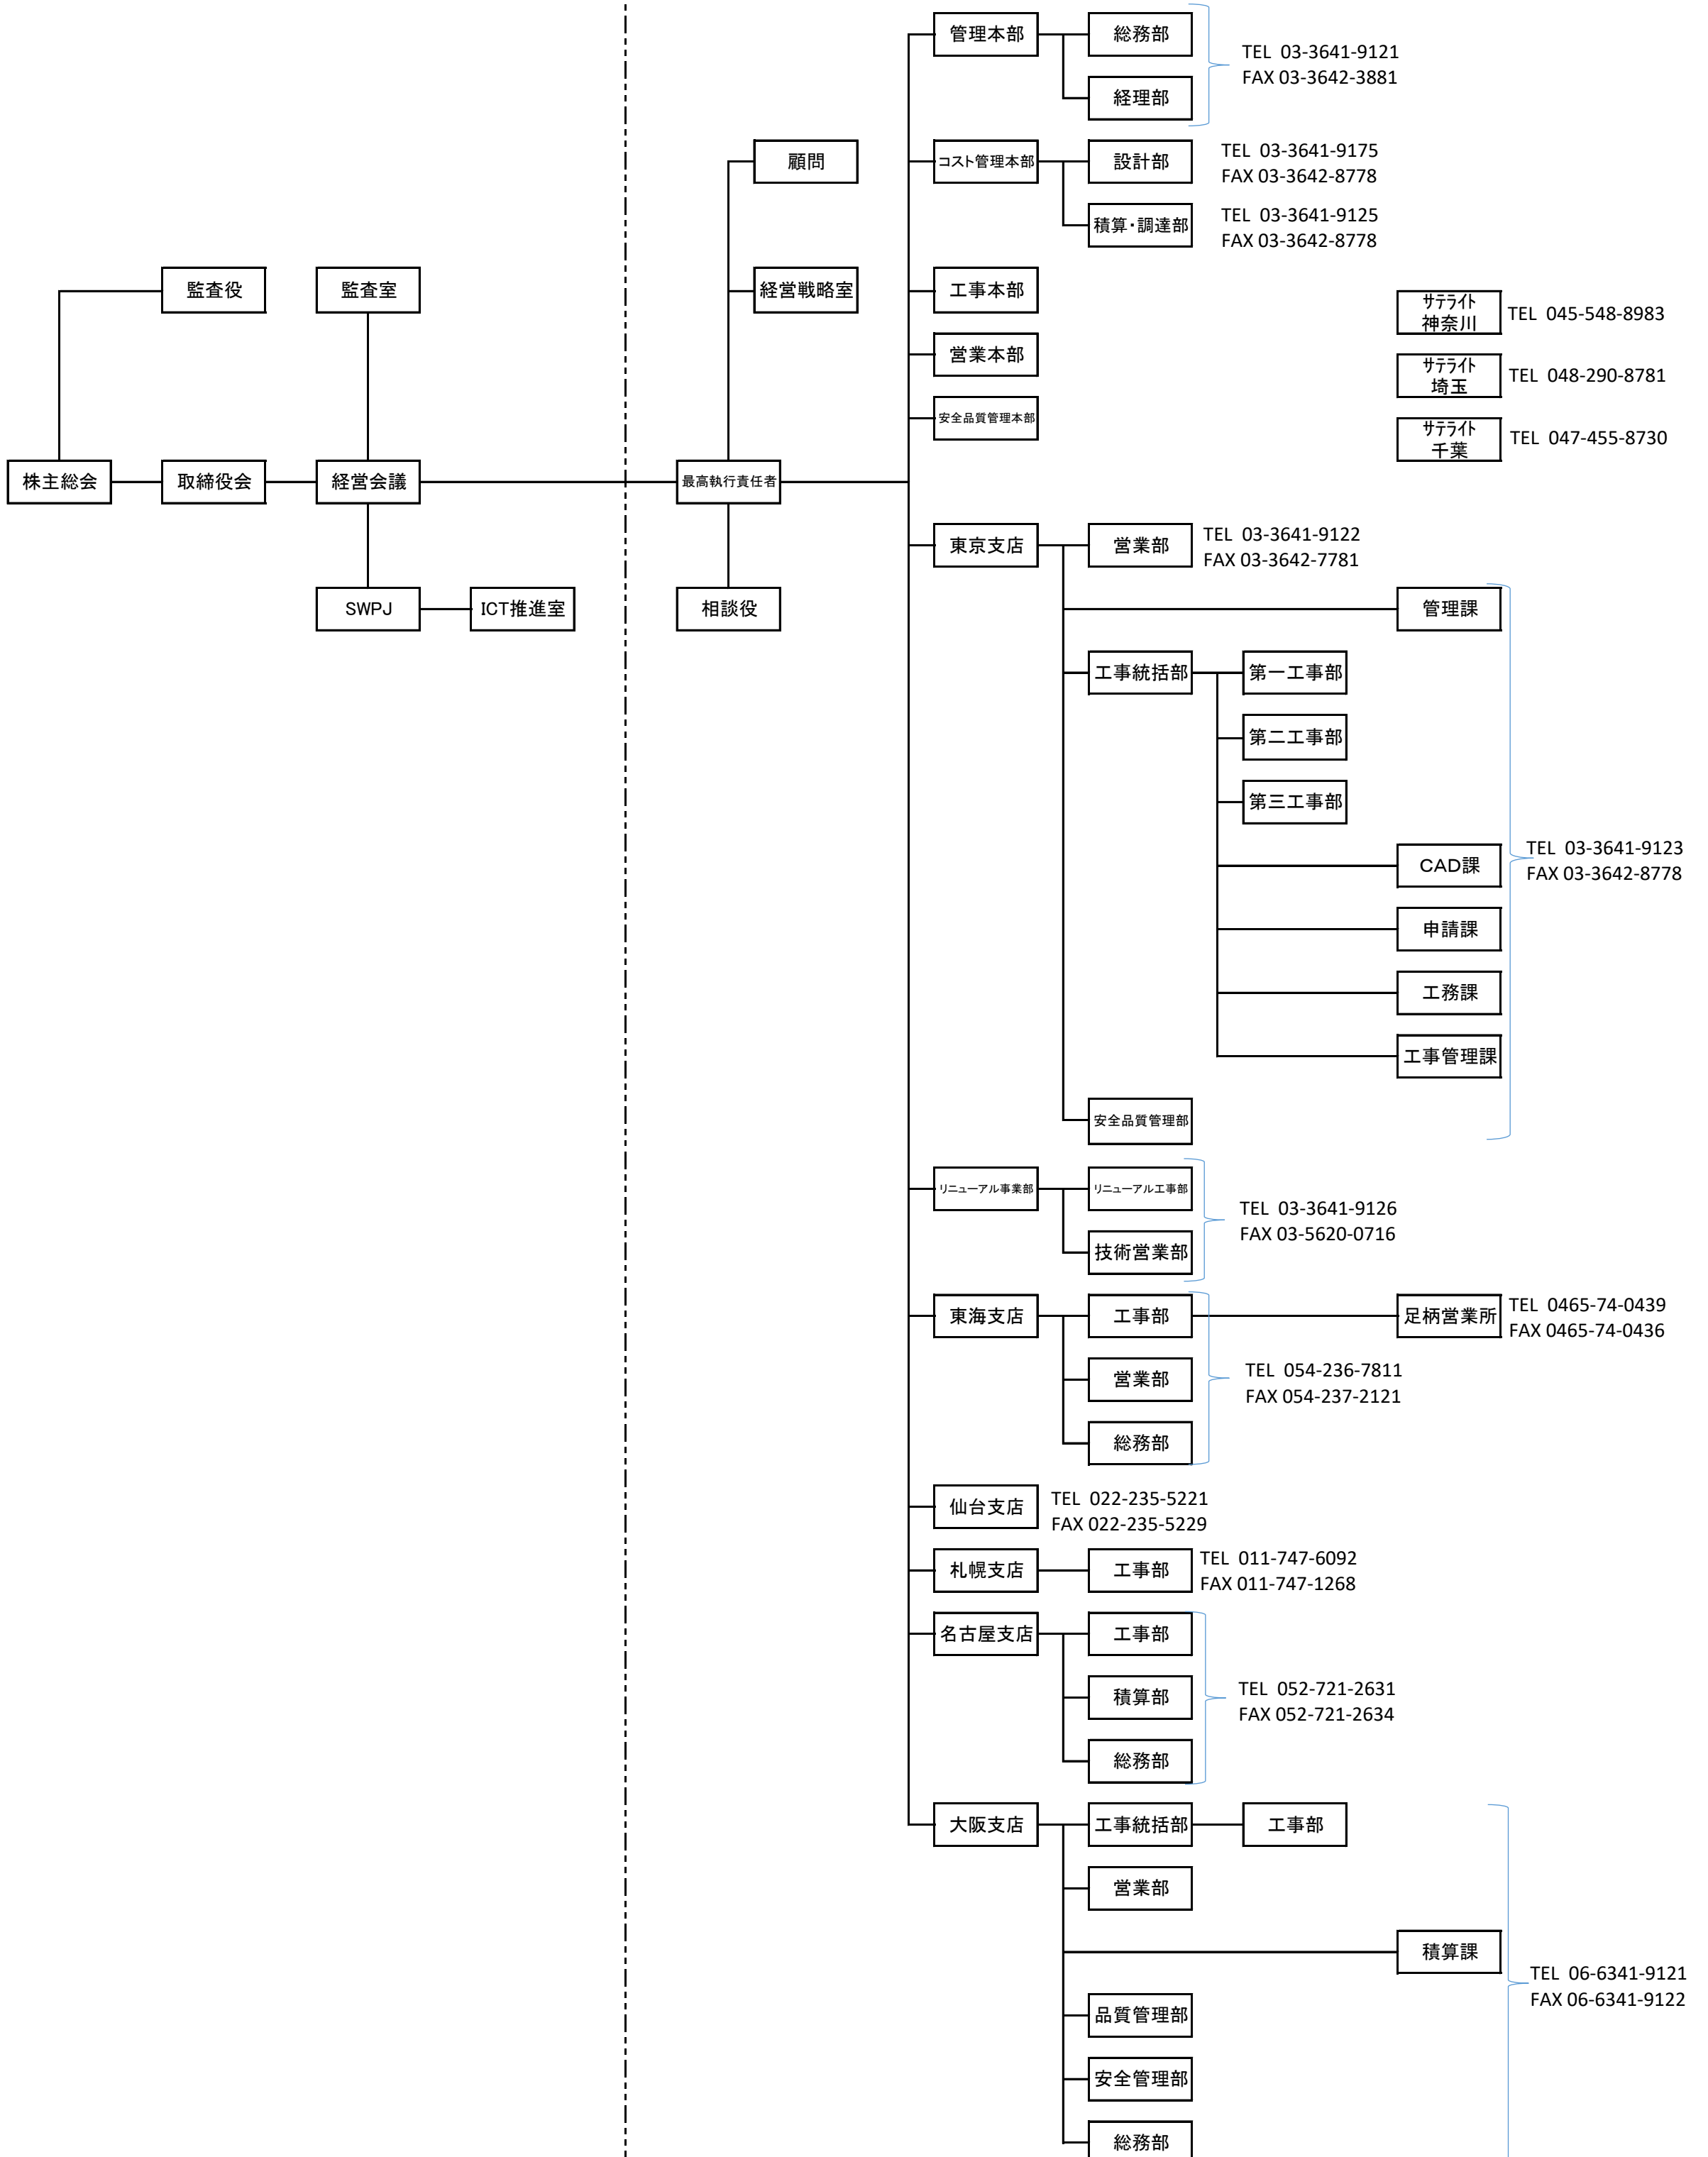 管理本部
総務部
TEL 03-3641-9121
FAX 03-3642-3881
経理部
顧問
コスト管理本部
設計部
TEL 03-3641-9175
FAX 03-3642-8778
積算・調達部
TEL 03-3641-9125
FAX 03-3642-8778
監査役
監査室
経営戦略室
工事本部
ｻﾃﾗｲﾄ
神奈川
TEL 045-548-8983
営業本部
ｻﾃﾗｲﾄ
埼玉
TEL 048-290-8781
安全品質管理本部
ｻﾃﾗｲﾄ
千葉
TEL 047-455-8730
株主総会
取締役会
経営会議
最高執行責任者
東京支店
営業部
TEL 03-3641-9122
FAX 03-3642-7781
SWPJ
ICT推進室
相談役
管理課
工事統括部
第一工事部
第二工事部
第三工事部
CAD課
TEL 03-3641-9123
FAX 03-3642-8778
申請課
工務課
工事管理課
安全品質管理部
リニューアル事業部
リニューアル工事部
TEL 03-3641-9126
FAX 03-5620-0716
技術営業部
東海支店
工事部
足柄営業所
TEL 0465-74-0439
FAX 0465-74-0436
営業部
TEL 054-236-7811
FAX 054-237-2121
総務部
仙台支店
TEL 022-235-5221
FAX 022-235-5229
札幌支店
工事部
TEL 011-747-6092
FAX 011-747-1268
名古屋支店
工事部
積算部
TEL 052-721-2631
FAX 052-721-2634
総務部
大阪支店
工事統括部
工事部
営業部
積算課
TEL 06-6341-9121
FAX 06-6341-9122
品質管理部
安全管理部
総務部